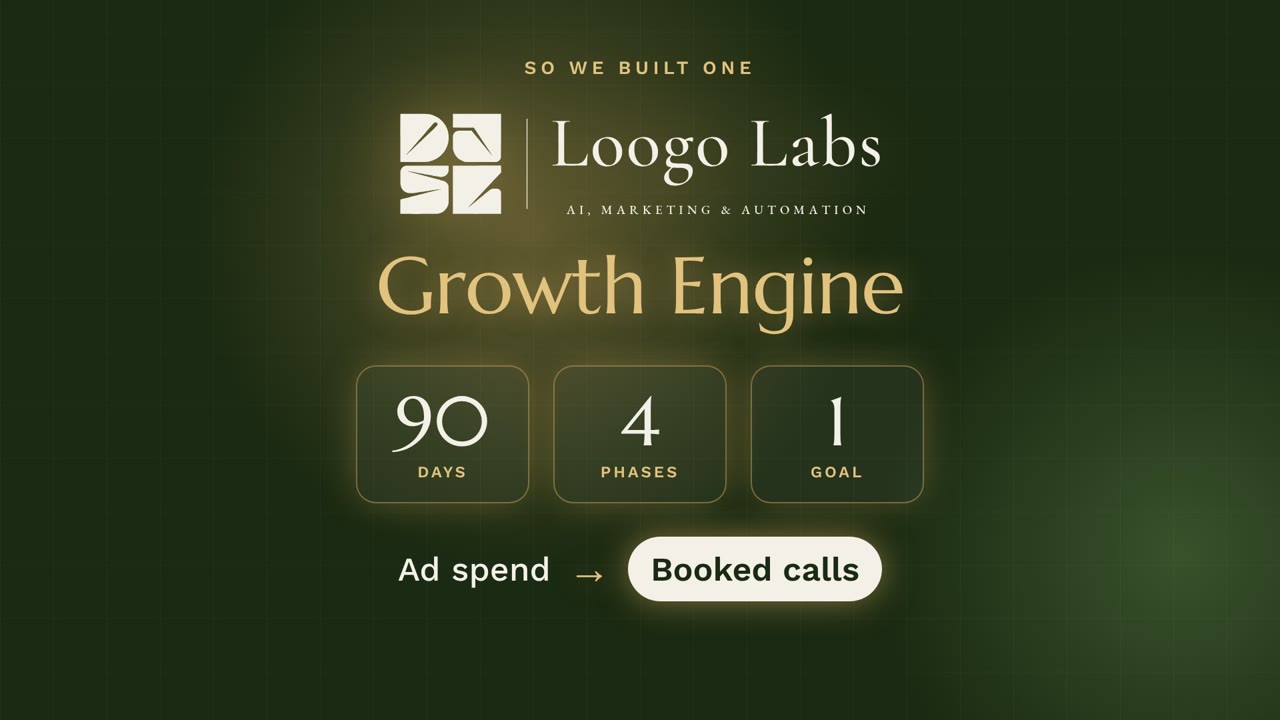 SO WE BUILT ONE
DaSZ
Loogo Labs
AI, MARKETING & AUTOMATION
Growth Engine
90
DAYS
4
PHASES
1
GOAL
Ad spend → Booked calls